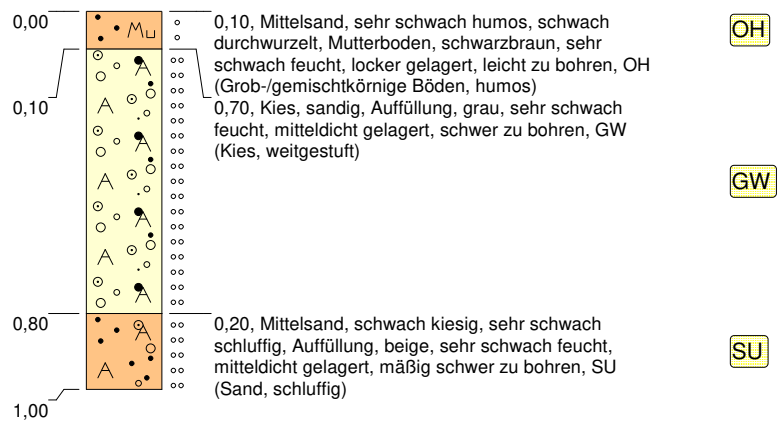 0,00
Mu
0,10, Mittelsand, sehr schwach humos, schwach
durchwurzelt, Mutterboden, schwarzbraun, sehr
schwach feucht, locker gelagert, leicht zu bohren, OH
(Grob-/gemischtkörnige Böden, humos)
OH
0,10
0,70, Kies, sandig, Auffüllung, grau, sehr schwach
feucht, mitteldicht gelagert, schwer zu bohren, GW
(Kies, weitgestuft)
GW
A
A
A
A
A
A
A
A
0,80
0,20, Mittelsand, schwach kiesig, sehr schwach
schluffig, Auffüllung, beige, sehr schwach feucht,
mitteldicht gelagert, mäßig schwer zu bohren, SU
(Sand, schluffig)
SU
A
A
1,00